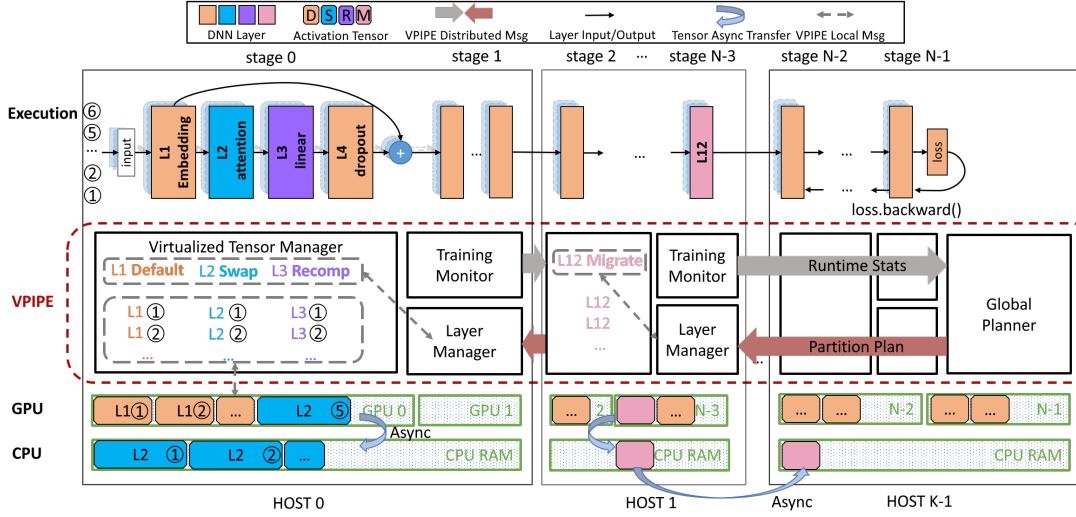 D S R M
DNN Layer
Activation Tensor
VPIPE Distributed Msg
Layer Input/Output
Tensor Async Transfer
VPIPE Local Msg
stage 0
stage 1
stage 2
...
stage N-3
stage N-2
stage N-1
Execution
⑥
⑤
...
②
①
input
L1
Embedding
L2
attention
L3
linear
L4
dropout
+
...
...
L12
...
...
loss
loss.backward()
VPIPE
Virtualized Tensor Manager
L1 Default
L2 Swap
L3 Recomp
L1 ①
L2 ①
L3 ①
L1 ②
L2 ②
L3 ②
...
...
...
Training
Monitor
Layer
Manager
L12 Migrate
L12
L12
...
Training
Monitor
Layer
Manager
Runtime Stats
Partition Plan
...
Global
Planner
GPU
L1 ①
L1 ②
...
L2 ⑤
GPU 0
GPU 1
...
2
...
N-3
...
...
N-2
...
...
N-1
Async
CPU
L2 ①
L2 ②
...
CPU RAM
CPU RAM
CPU RAM
HOST 0
HOST 1
Async
HOST K-1